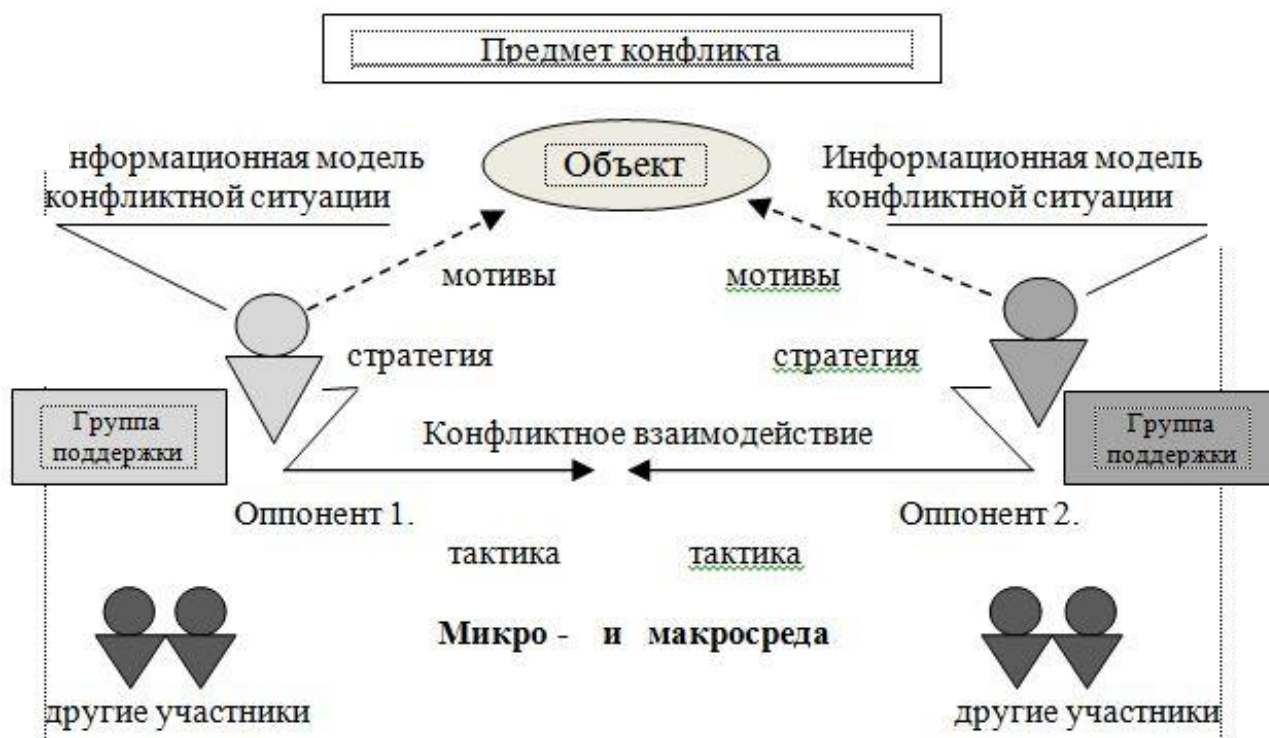 Предмет конфликта
нформационная модель
конфликтной ситуации
Объект
Информационная модель
конфликтной ситуации
мотивы
мотивы
стратегия
стратегия
Группа
поддержки
Конфликтное взаимодействие
Группа
поддержки
Оппонент 1.
Оппонент 2.
тактика
тактика
Микро - и макросреда
другие участники
другие участники